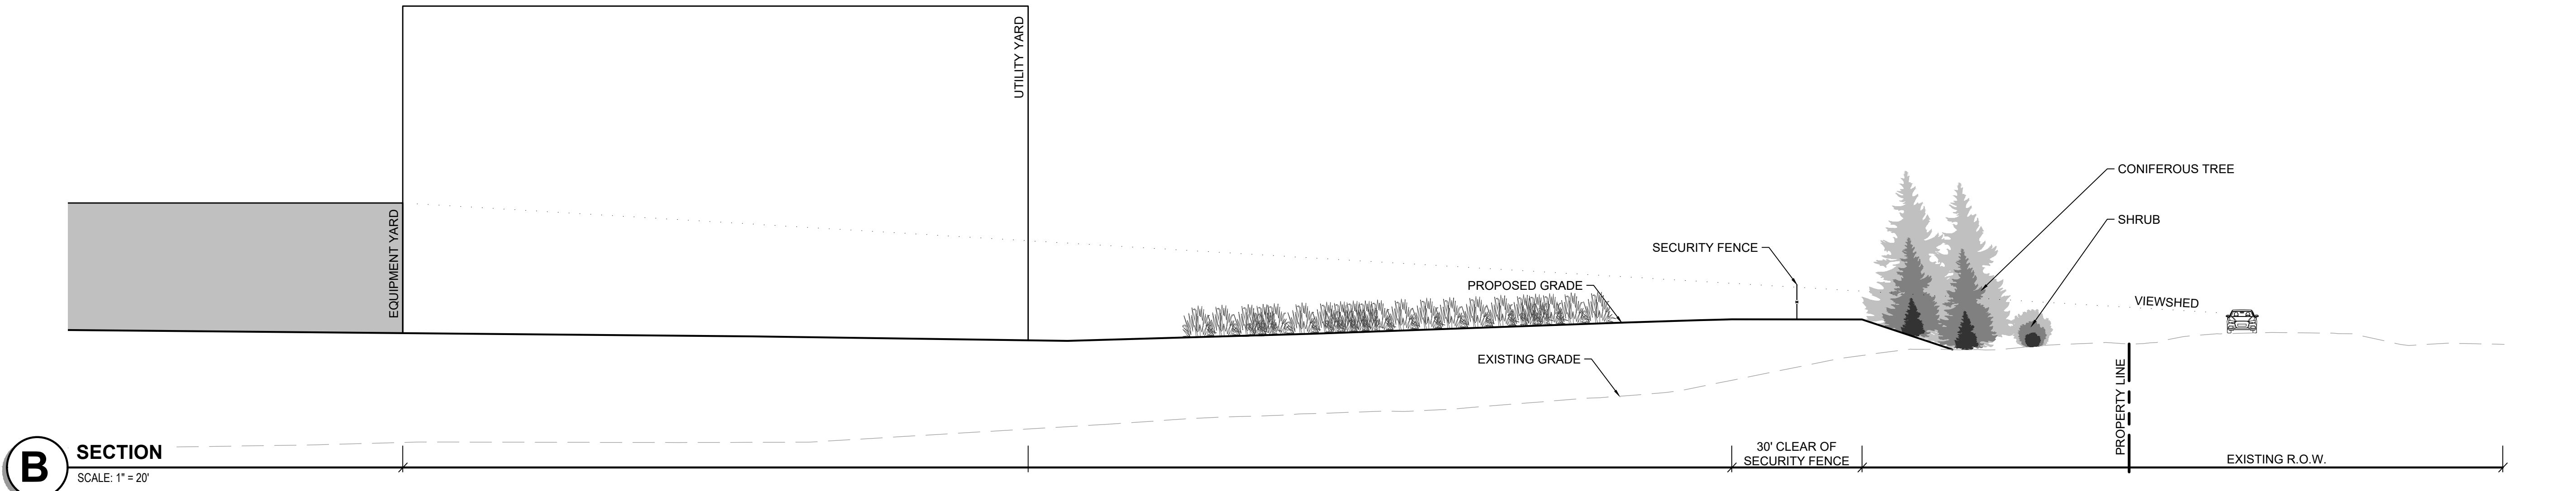 UTILITY YARD
EQUIPMENT YARD
CONIFEROUS TREE
SHRUB
SECURITY FENCE
PROPOSED GRADE
VIEWSHED
EXISTING GRADE
PROPERTY LINE
30' CLEAR OF
SECURITY FENCE
EXISTING R.O.W.
B
SECTION
SCALE: 1" = 20'